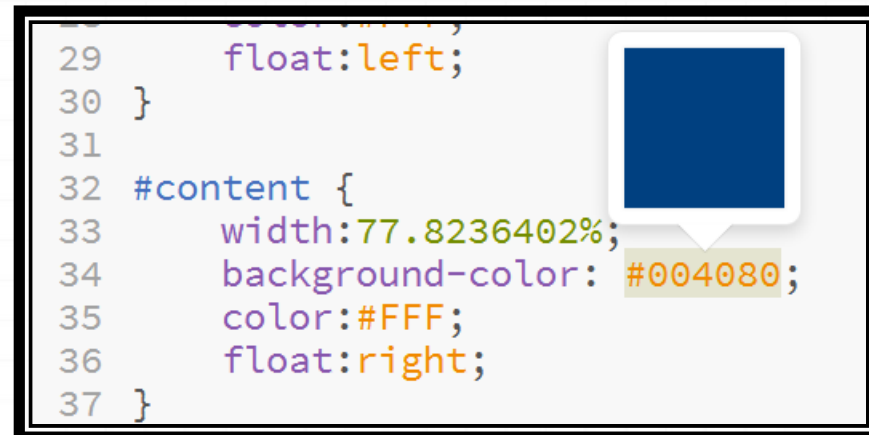 29 float:left;
30 }
31
32 #content {
33 width:77.8236402%;
34 background-color: #004080;
35 color:#FFF;
36 float:right;
37 }